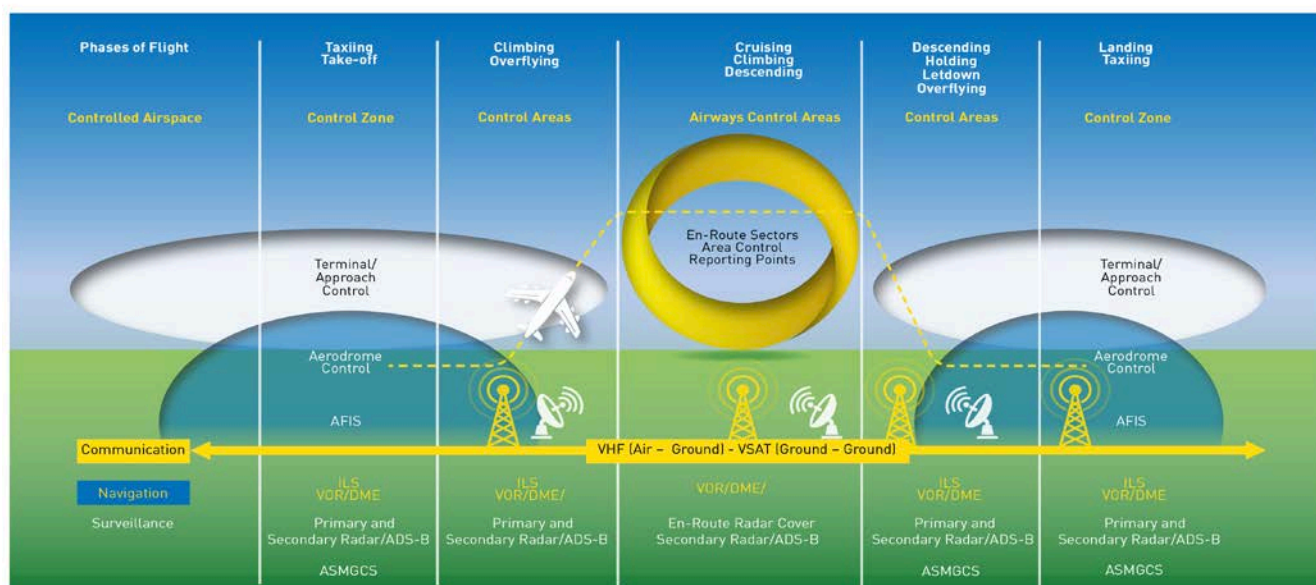 Phases of Flight
Taxiing
Take-off
Climbing
Overflying
Cruising
Climbing
Descending
Descending
Holding
Letdown
Overflying
Landing
Taxiing
Controlled Airspace
Control Zone
Control Areas
Airways Control Areas
Control Areas
Control Zone
Terminal/
Approach
Control
En-Route Sectors
Area Control
Reporting Points
Terminal/
Approach
Control
Aerodrome
Control
Aerodrome
Control
AFIS
AFIS
Communication
VHF (Air – Ground) - VSAT (Ground – Ground)
Navigation
ILS
VOR/DME
ILS
VOR/DME/
VOR/DME/
ILS
VOR/DME
ILS
VOR/DME
Surveillance
Primary and
Secondary Radar/ADS-B
Primary and
Secondary Radar/ADS-B
En-Route Radar Cover
Secondary Radar/ADS-B
Primary and
Secondary Radar/ADS-B
Primary and
Secondary Radar/ADS-B
ASMGCS
ASMGCS
ASMGCS